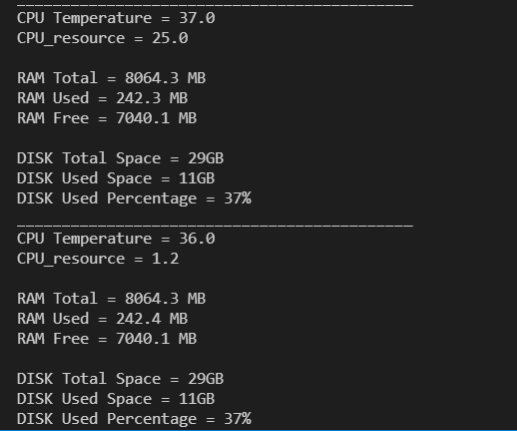 ____________________________________________
CPU Temperature = 37.0
CPU_resource = 25.0
RAM Total = 8064.3 MB
RAM Used = 242.3 MB
RAM Free = 7040.1 MB
DISK Total Space = 29GB
DISK Used Space = 11GB
DISK Used Percentage = 37%
____________________________________________
CPU Temperature = 36.0
CPU_resource = 1.2
RAM Total = 8064.3 MB
RAM Used = 242.4 MB
RAM Free = 7040.1 MB
DISK Total Space = 29GB
DISK Used Space = 11GB
DISK Used Percentage = 37%